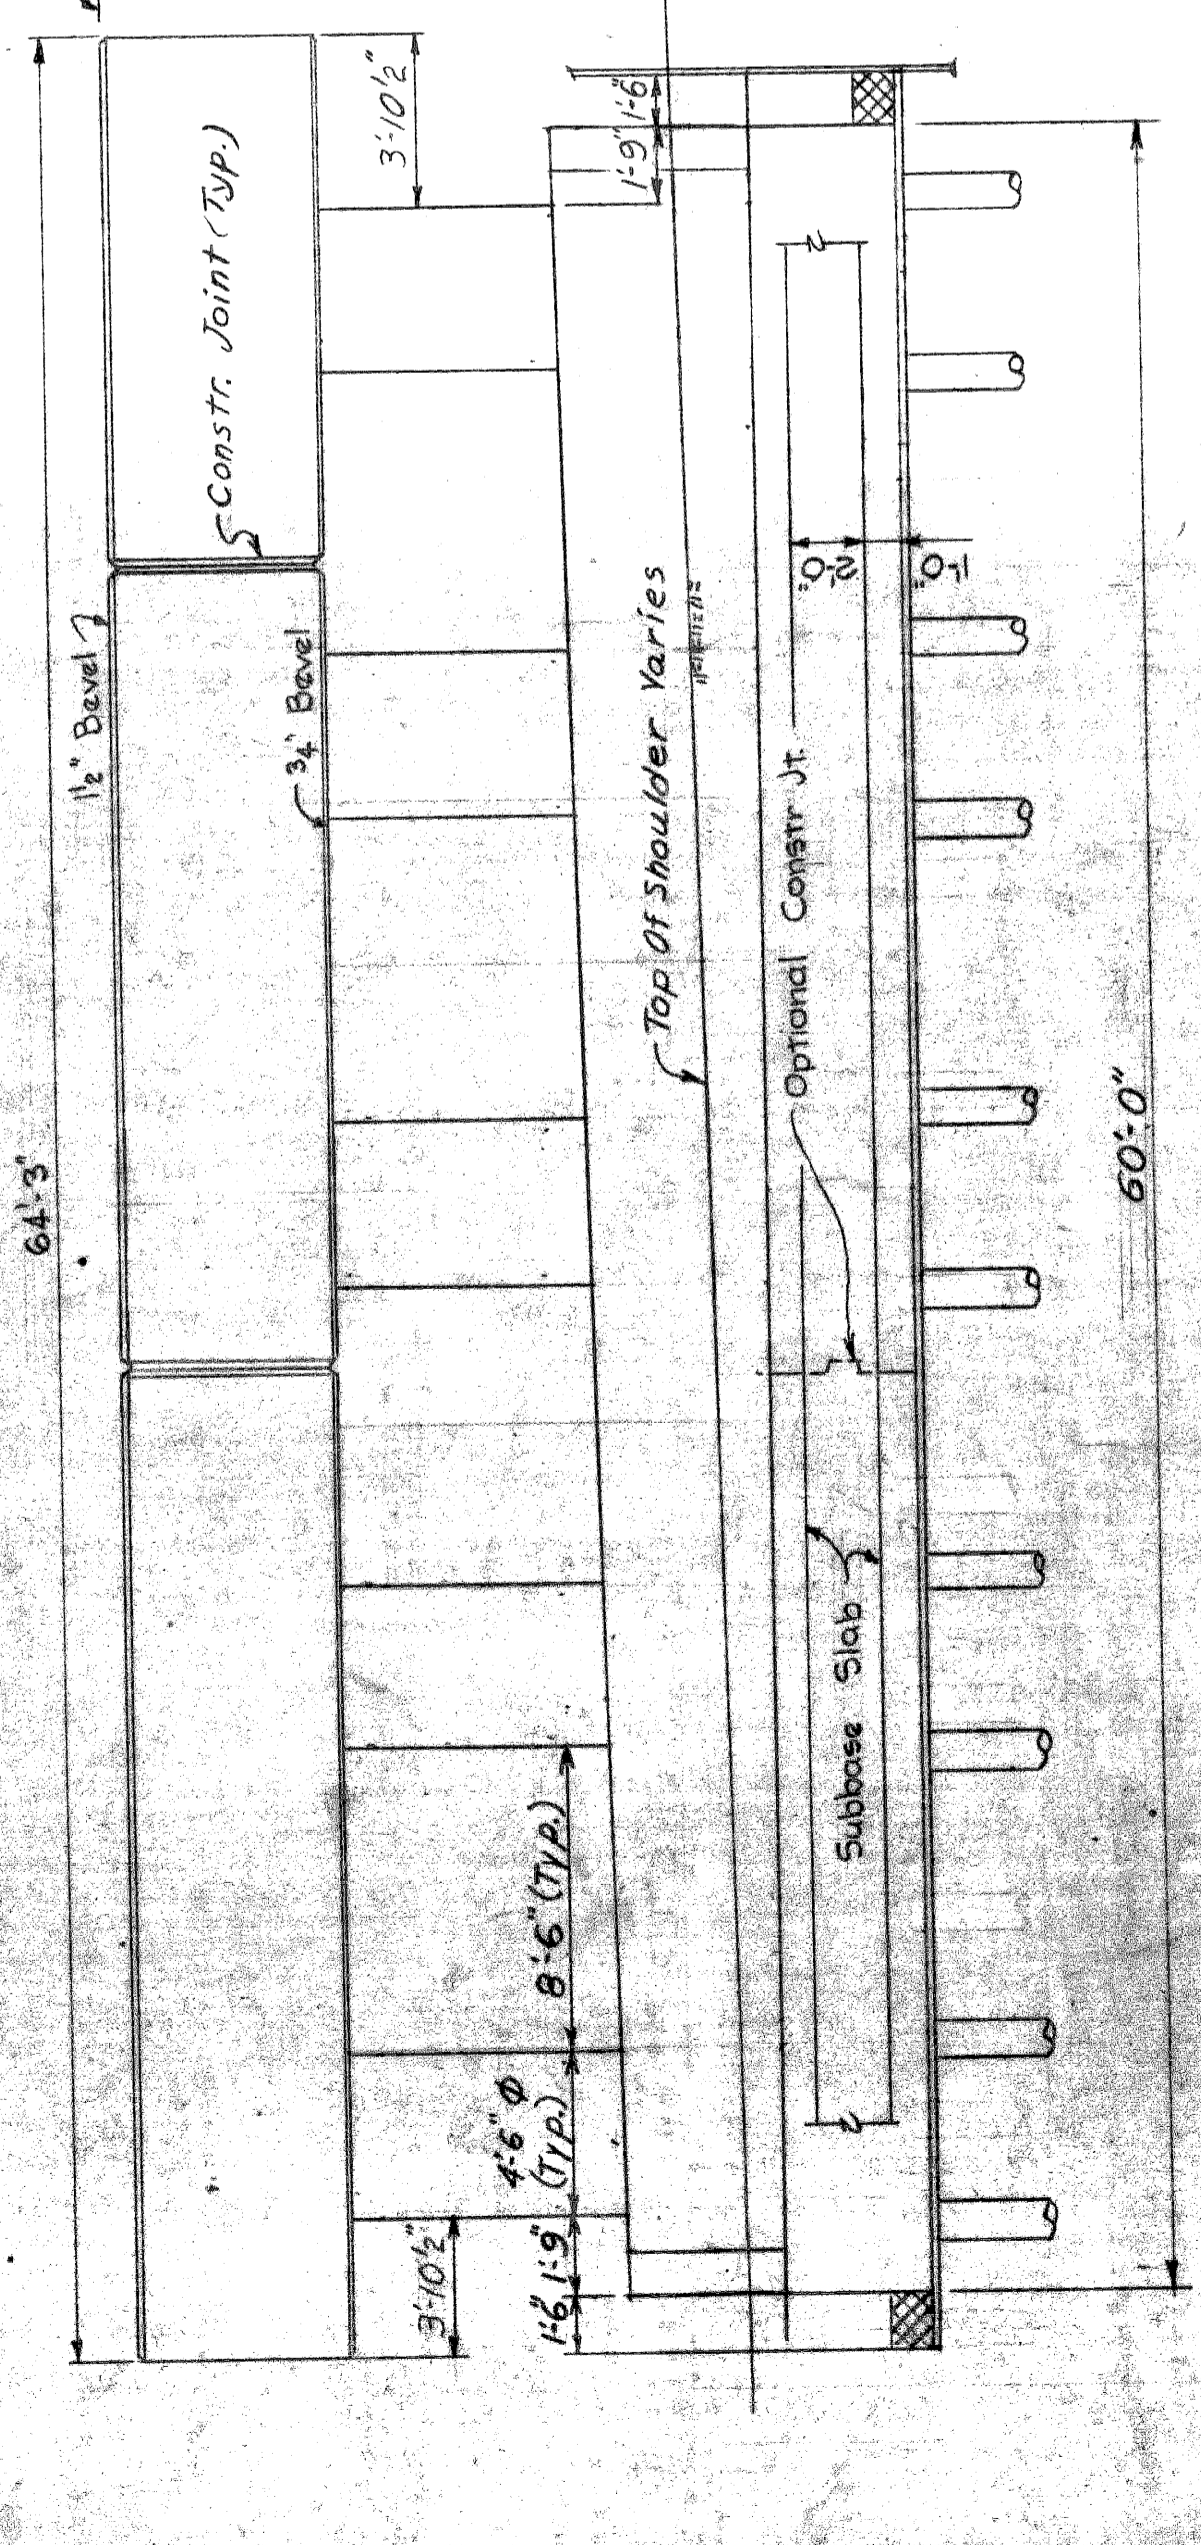 64'-3"
1½" Bevel
Constr. Joint (Typ.)
¾" Bevel
3'-10½"
3'-10½"
8'-6" (Typ.)
4'-6" Ø
(Typ.)
1'-6" 1'-9"
1'-9" 1'-6"
Top Of Shoulder Varies
Optional Constr Jt.
2'-0"
1'-0"
Subbase Slab
60'-0"